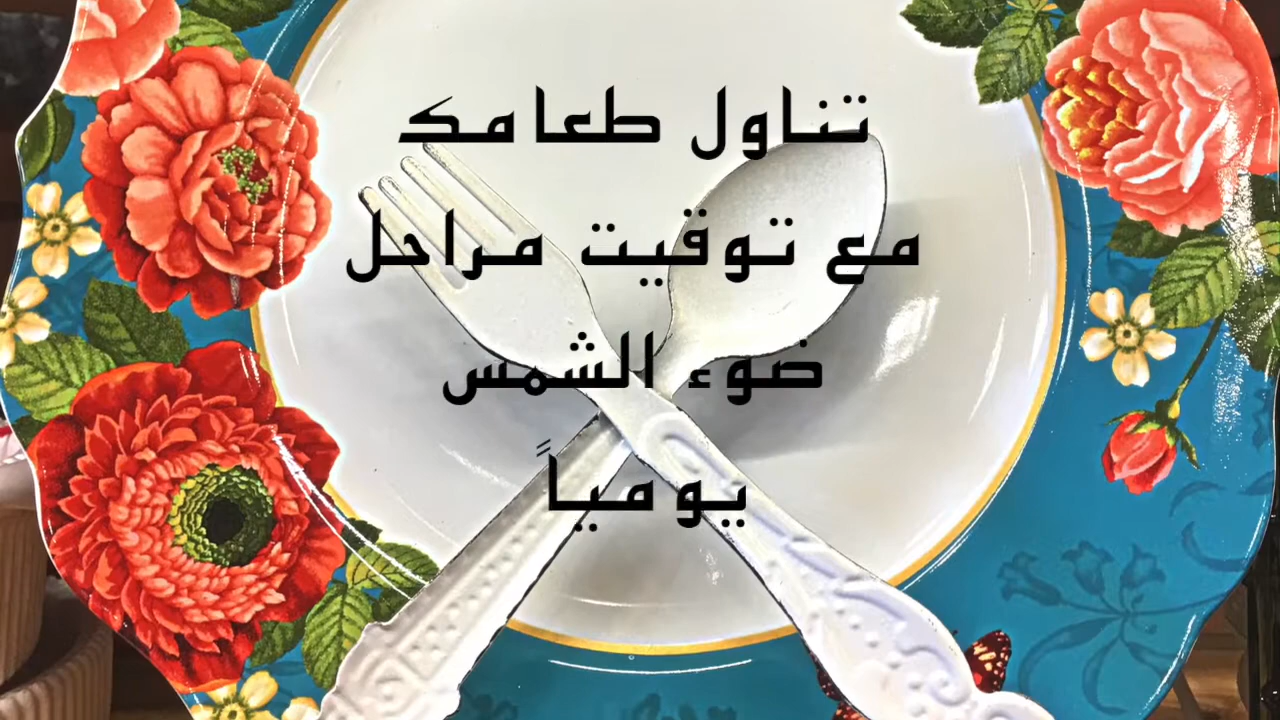 تناول طعامك
مع توقيت مراحل
ضوء الشمس
يومياً